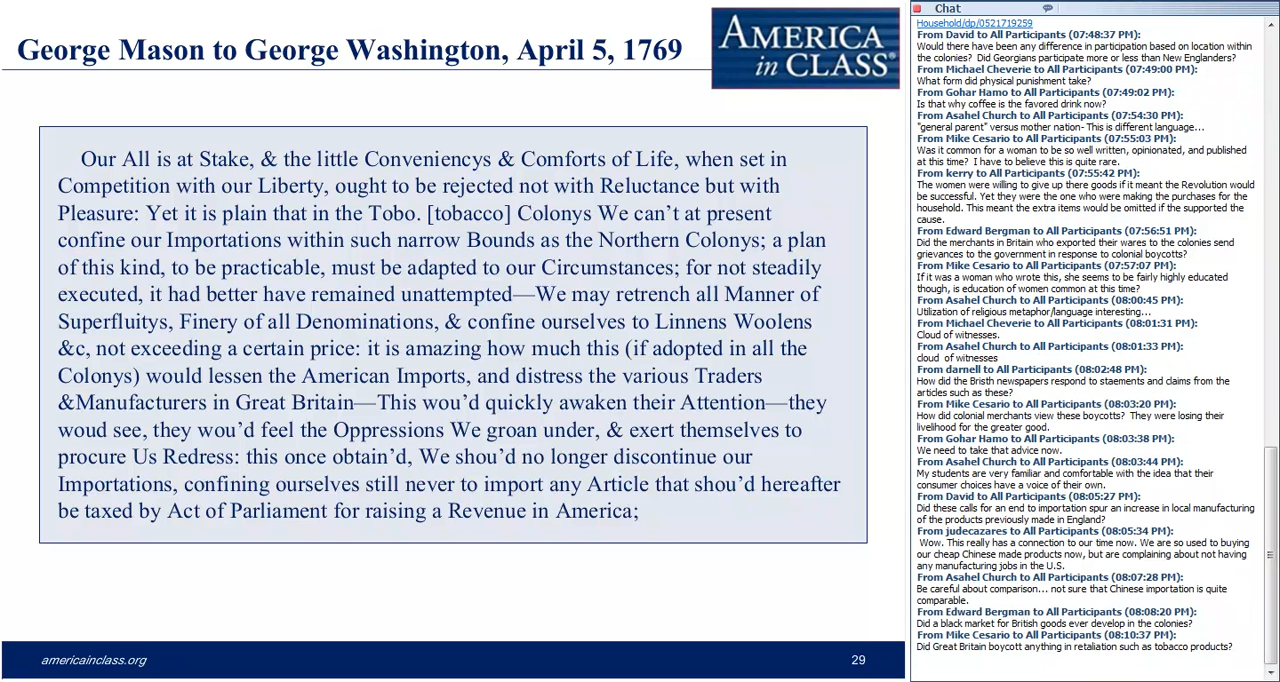 George Mason to George Washington, April 5, 1769
AMERICA
in CLASS®
Our All is at Stake, & the little Conveniencys & Comforts of Life, when set in
Competition with our Liberty, ought to be rejected not with Reluctance but with
Pleasure: Yet it is plain that in the Tobo. [tobacco] Colonys We can't at present
confine our Importations within such narrow Bounds as the Northern Colonys; a plan
of this kind, to be practicable, must be adapted to our Circumstances; for not steadily
executed, it had better have remained unattempted—We may retrench all Manner of
Superfluitys, Finery of all Denominations, & confine ourselves to Linnens Woolens
&c, not exceeding a certain price: it is amazing how much this (if adopted in all the
Colonys) would lessen the American Imports, and distress the various Traders
&Manufacturers in Great Britain—This wou'd quickly awaken their Attention—they
woud see, they wou'd feel the Oppressions We groan under, & exert themselves to
procure Us Redress: this once obtain'd, We shou'd no longer discontinue our
Importations, confining ourselves still never to import any Article that shou'd hereafter
be taxed by Act of Parliament for raising a Revenue in America;
americainclass.org
29
Chat
Household/dp/0521719259
From David to All Participants (07:48:37 PM):
Would there have been any difference in participation based on location within
the colonies? Did Georgians participate more or less than New Englanders?
From Michael Cheverie to All Participants (07:49:00 PM):
What form did physical punishment take?
From Gohar Hamo to All Participants (07:49:02 PM):
Is that why coffee is the favored drink now?
From Asahel Church to All Participants (07:54:30 PM):
"general parent" versus mother nation- This is different language...
From Mike Cesario to All Participants (07:55:03 PM):
Was it common for a woman to be so well written, opinionated, and published
at this time? I have to believe this is quite rare.
From kerry to All Participants (07:55:42 PM):
The women were willing to give up there goods if it meant the Revolution would
be successful. Yet they were the one who were making the purchases for the
household. This meant the extra items would be omitted if the supported the
cause.
From Edward Bergman to All Participants (07:56:51 PM):
Did the merchants in Britain who exported their wares to the colonies send
grievances to the government in response to colonial boycotts?
From Mike Cesario to All Participants (07:57:07 PM):
If it was a woman who wrote this, she seems to be fairly highly educated
though, is education of women common at this time?
From Asahel Church to All Participants (08:00:45 PM):
Utilization of religious metaphor/language interesting...
From Michael Cheverie to All Participants (08:01:31 PM):
Cloud of witnesses.
From Asahel Church to All Participants (08:01:33 PM):
cloud of witnesses
From darnell to All Participants (08:02:48 PM):
How did the Bristh newspapers respond to staements and claims from the
articles such as these?
From Mike Cesario to All Participants (08:03:20 PM):
How did colonial merchants view these boycotts? They were losing their
livelihood for the greater good.
From Gohar Hamo to All Participants (08:03:38 PM):
We need to take that advice now.
From Asahel Church to All Participants (08:03:44 PM):
My students are very familiar and comfortable with the idea that their
consumer choices have a voice of their own.
From David to All Participants (08:05:27 PM):
Did these calls for an end to importation spur an increase in local manufacturing
of the products previously made in England?
From judecazares to All Participants (08:05:34 PM):
Wow. This really has a connection to our time now. We are so used to buying
our cheap Chinese made products now, but are complaining about not having
any manufacturing jobs in the U.S.
From Asahel Church to All Participants (08:07:28 PM):
Be careful about comparison... not sure that Chinese importation is quite
comparable.
From Edward Bergman to All Participants (08:08:20 PM):
Did a black market for British goods ever develop in the colonies?
From Mike Cesario to All Participants (08:10:37 PM):
Did Great Britain boycott anything in retaliation such as tobacco products?